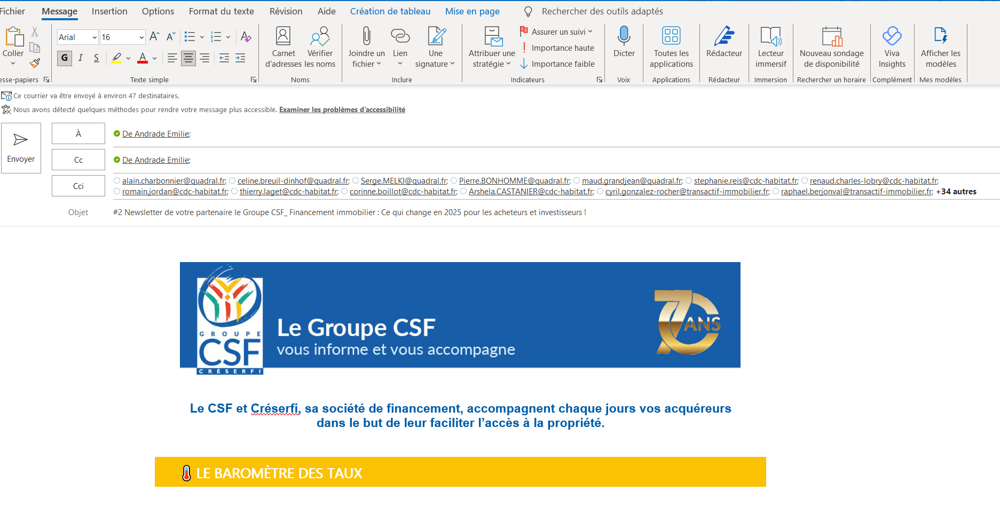 Fichier Message Insertion Options Format du texte Révision Aide Création de tableau Mise en page Rechercher des outils adaptés
Coller
Arial 16
G I S A
Carnet d'adresses
Vérifier les noms
Joindre un fichier
Lien
Une signature
Attribuer une stratégie
Assurer un suivi
Importance haute
Importance faible
Dicter
Toutes les applications
Rédacteur
Lecteur immersif
Nouveau sondage de disponibilité
Viva Insights
Afficher les modèles
esse-papiers Texte simple Noms Inclure Indicateurs Voix Applications Rédacteur Immersion Rechercher un horaire Complément Mes modèles
Ce courrier va être envoyé à environ 47 destinataires.
Nous avons détecté quelques méthodes pour rendre votre message plus accessible. Examiner les problèmes d’accessibilité
Envoyer
À De Andrade Emilie;
Cc De Andrade Emilie;
Cci alain.charbonnier@quadral.fr; celine.breuil-dinhof@quadral.fr; Serge.MELKI@quadral.fr; Pierre.BONHOMME@quadral.fr; maud.grandjean@quadral.fr; stephanie.reis@cdc-habitat.fr; renaud.charles-lobry@cdc-habitat.fr;
romain.jordan@cdc-habitat.fr; thierry.laget@cdc-habitat.fr; corinne.boillot@cdc-habitat.fr; Arshela.CASTANIER@cdc-habitat.fr; cyril.gonzalez-rocher@transactif-immobilier.fr; raphael.berjonval@transactif-immobilier.fr; +34 autres
Objet #2 Newsletter de votre partenaire le Groupe CSF_ Financement immobilier : Ce qui change en 2025 pour les acheteurs et investisseurs !
GROUPE
CSF
CRÉSERFI
Le Groupe CSF
vous informe et vous accompagne
70 ANS
Le CSF et Créserfi, sa société de financement, accompagnent chaque jours vos acquéreurs
dans le but de leur faciliter l’accès à la propriété.
LE BAROMÈTRE DES TAUX